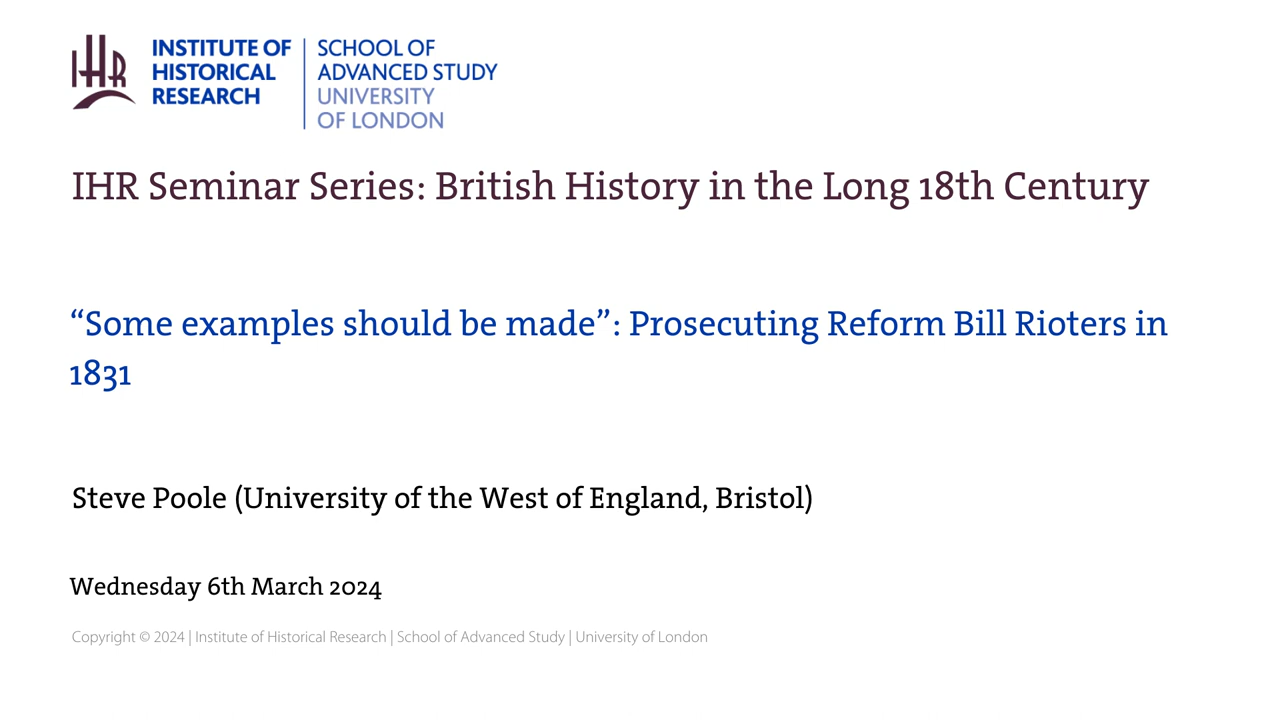 IHR
INSTITUTE OF
HISTORICAL
RESEARCH
SCHOOL OF
ADVANCED STUDY
UNIVERSITY
OF LONDON
IHR Seminar Series: British History in the Long 18th Century
“Some examples should be made”: Prosecuting Reform Bill Rioters in
1831
Steve Poole (University of the West of England, Bristol)
Wednesday 6th March 2024
Copyright © 2024 | Institute of Historical Research | School of Advanced Study | University of London